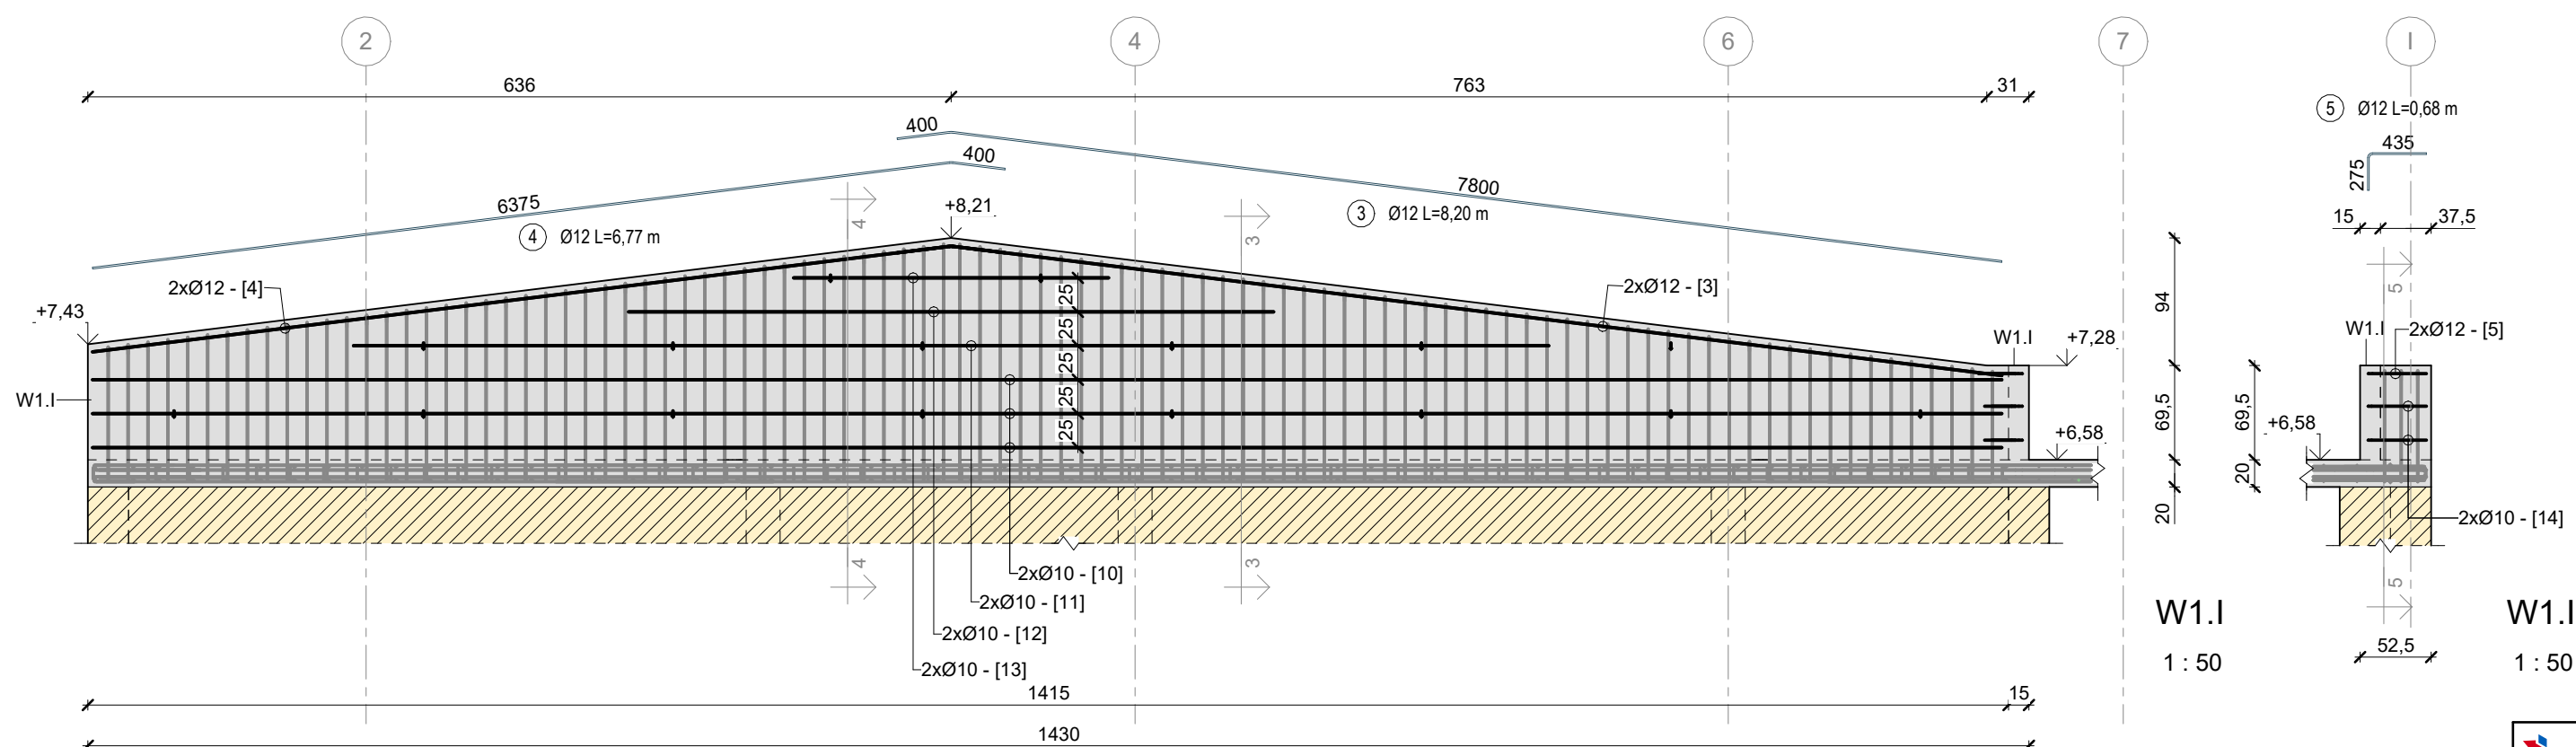 2
4
6
7
I
636
763
31
5 Ø12 L=0,68 m
435
275
400
400
6375
7800
4 Ø12 L=6,77 m
3 Ø12 L=8,20 m
15
37,5
+8,21
4
3
5
2xØ12 - [4]
2xØ12 - [3]
+7,43
W1.I
+7,28
W1.I
2xØ12 - [5]
94
25
25
25
25
25
W1.I
69,5
69,5
+6,58
+6,58
20
20
2xØ10 - [14]
2xØ10 - [10]
2xØ10 - [11]
2xØ10 - [12]
2xØ10 - [13]
4
3
5
W1.I
1 : 50
W1.I
1 : 50
52,5
1415
15
1430